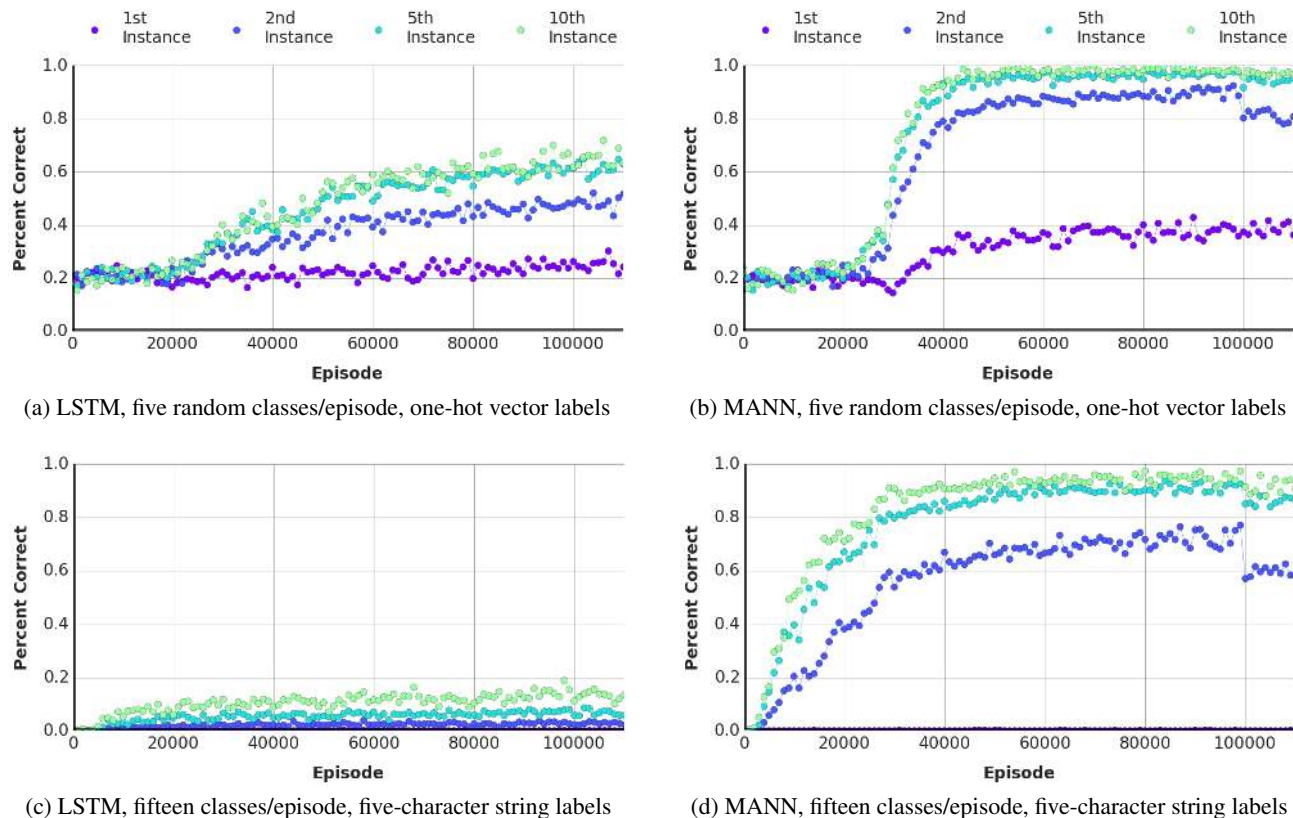 1st Instance 2nd Instance 5th Instance 10th Instance
1st Instance 2nd Instance 5th Instance 10th Instance
Percent Correct
1.0
0.8
0.6
0.4
0.2
0.0
0 20000 40000 60000 80000 100000
Episode
(a) LSTM, five random classes/episode, one-hot vector labels
Percent Correct
1.0
0.8
0.6
0.4
0.2
0.0
0 20000 40000 60000 80000 100000
Episode
(b) MANN, five random classes/episode, one-hot vector labels
Percent Correct
1.0
0.8
0.6
0.4
0.2
0.0
0 20000 40000 60000 80000 100000
Episode
(c) LSTM, fifteen classes/episode, five-character string labels
Percent Correct
1.0
0.8
0.6
0.4
0.2
0.0
0 20000 40000 60000 80000 100000
Episode
(d) MANN, fifteen classes/episode, five-character string labels